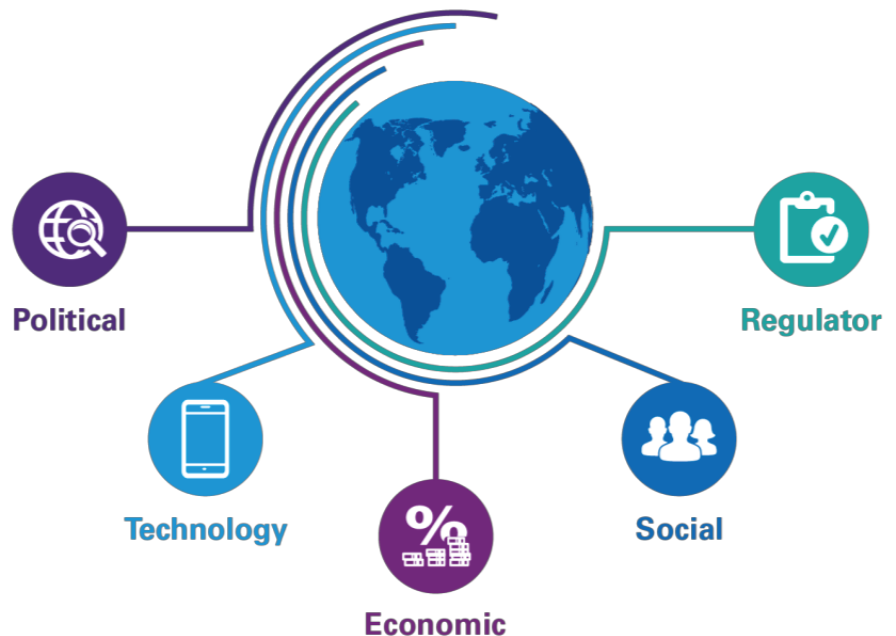 Political
Regulator
Technology
Social
%
Economic